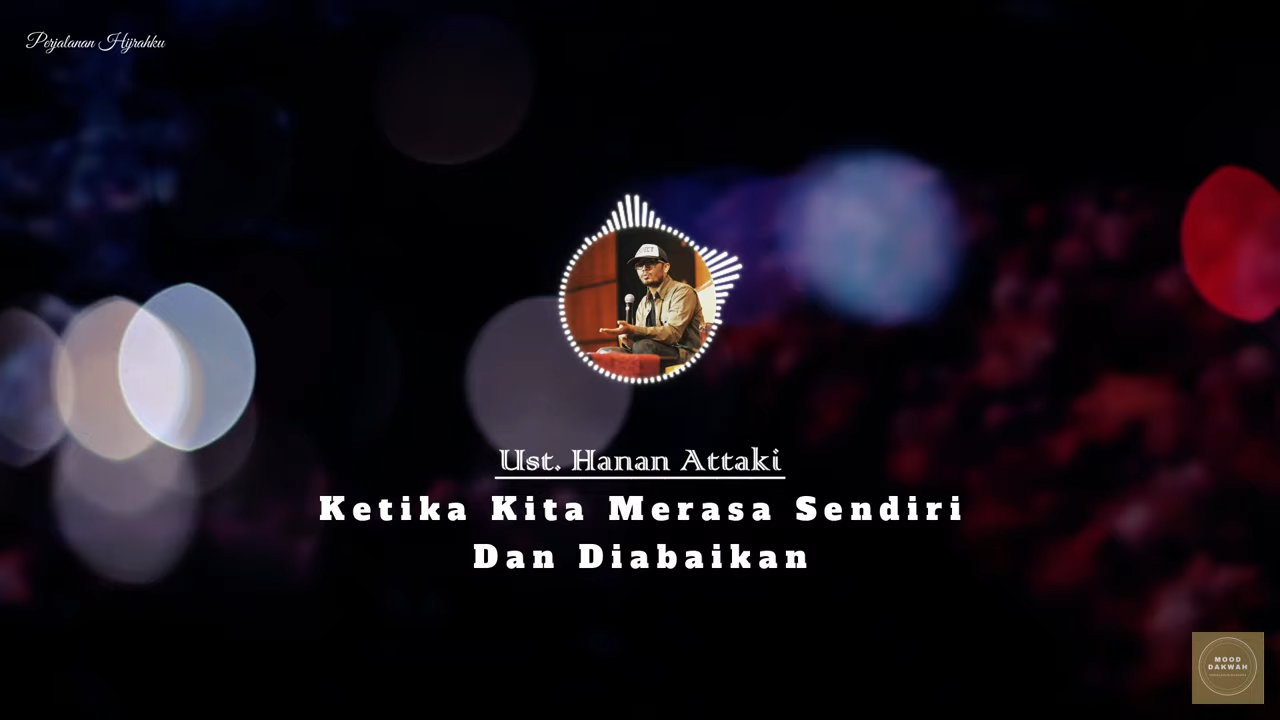 Perjalanan Hijrahku
Ust. Hanan Attaki
Ketika Kita Merasa Sendiri
Dan Diabaikan
MOOD
DAKWAH